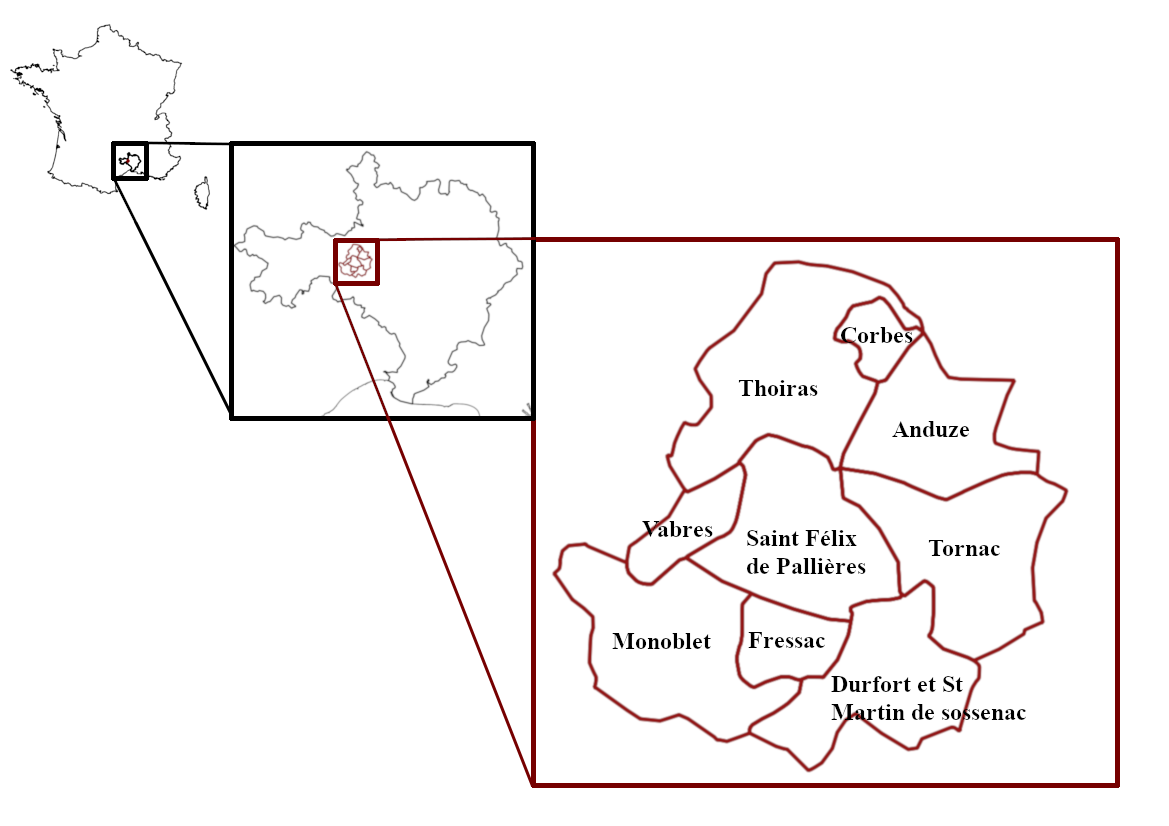 Corbes
Thoiras
Anduze
Vabres
Saint Félix
de Pallières
Tornac
Monoblet
Fressac
Durfort et St
Martin de sossenac